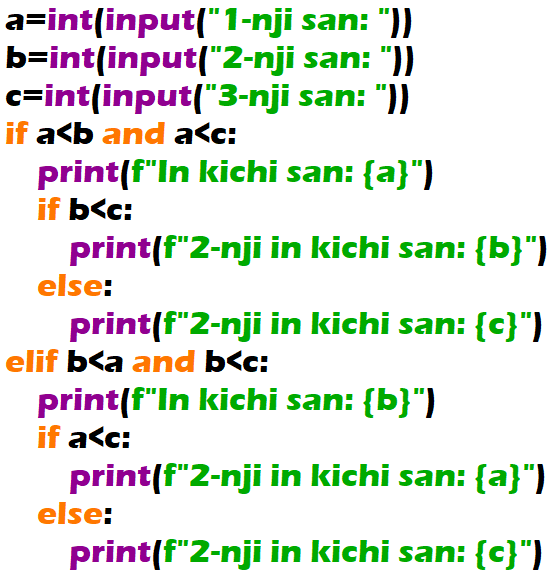 a=int(input("1-nji san: "))
b=int(input("2-nji san: "))
c=int(input("3-nji san: "))
if a<b and a<c:
    print(f"In kichi san: {a}")
    if b<c:
        print(f"2-nji in kichi san: {b}")
    else:
        print(f"2-nji in kichi san: {c}")
elif b<a and b<c:
    print(f"In kichi san: {b}")
    if a<c:
        print(f"2-nji in kichi san: {a}")
    else:
        print(f"2-nji in kichi san: {c}")